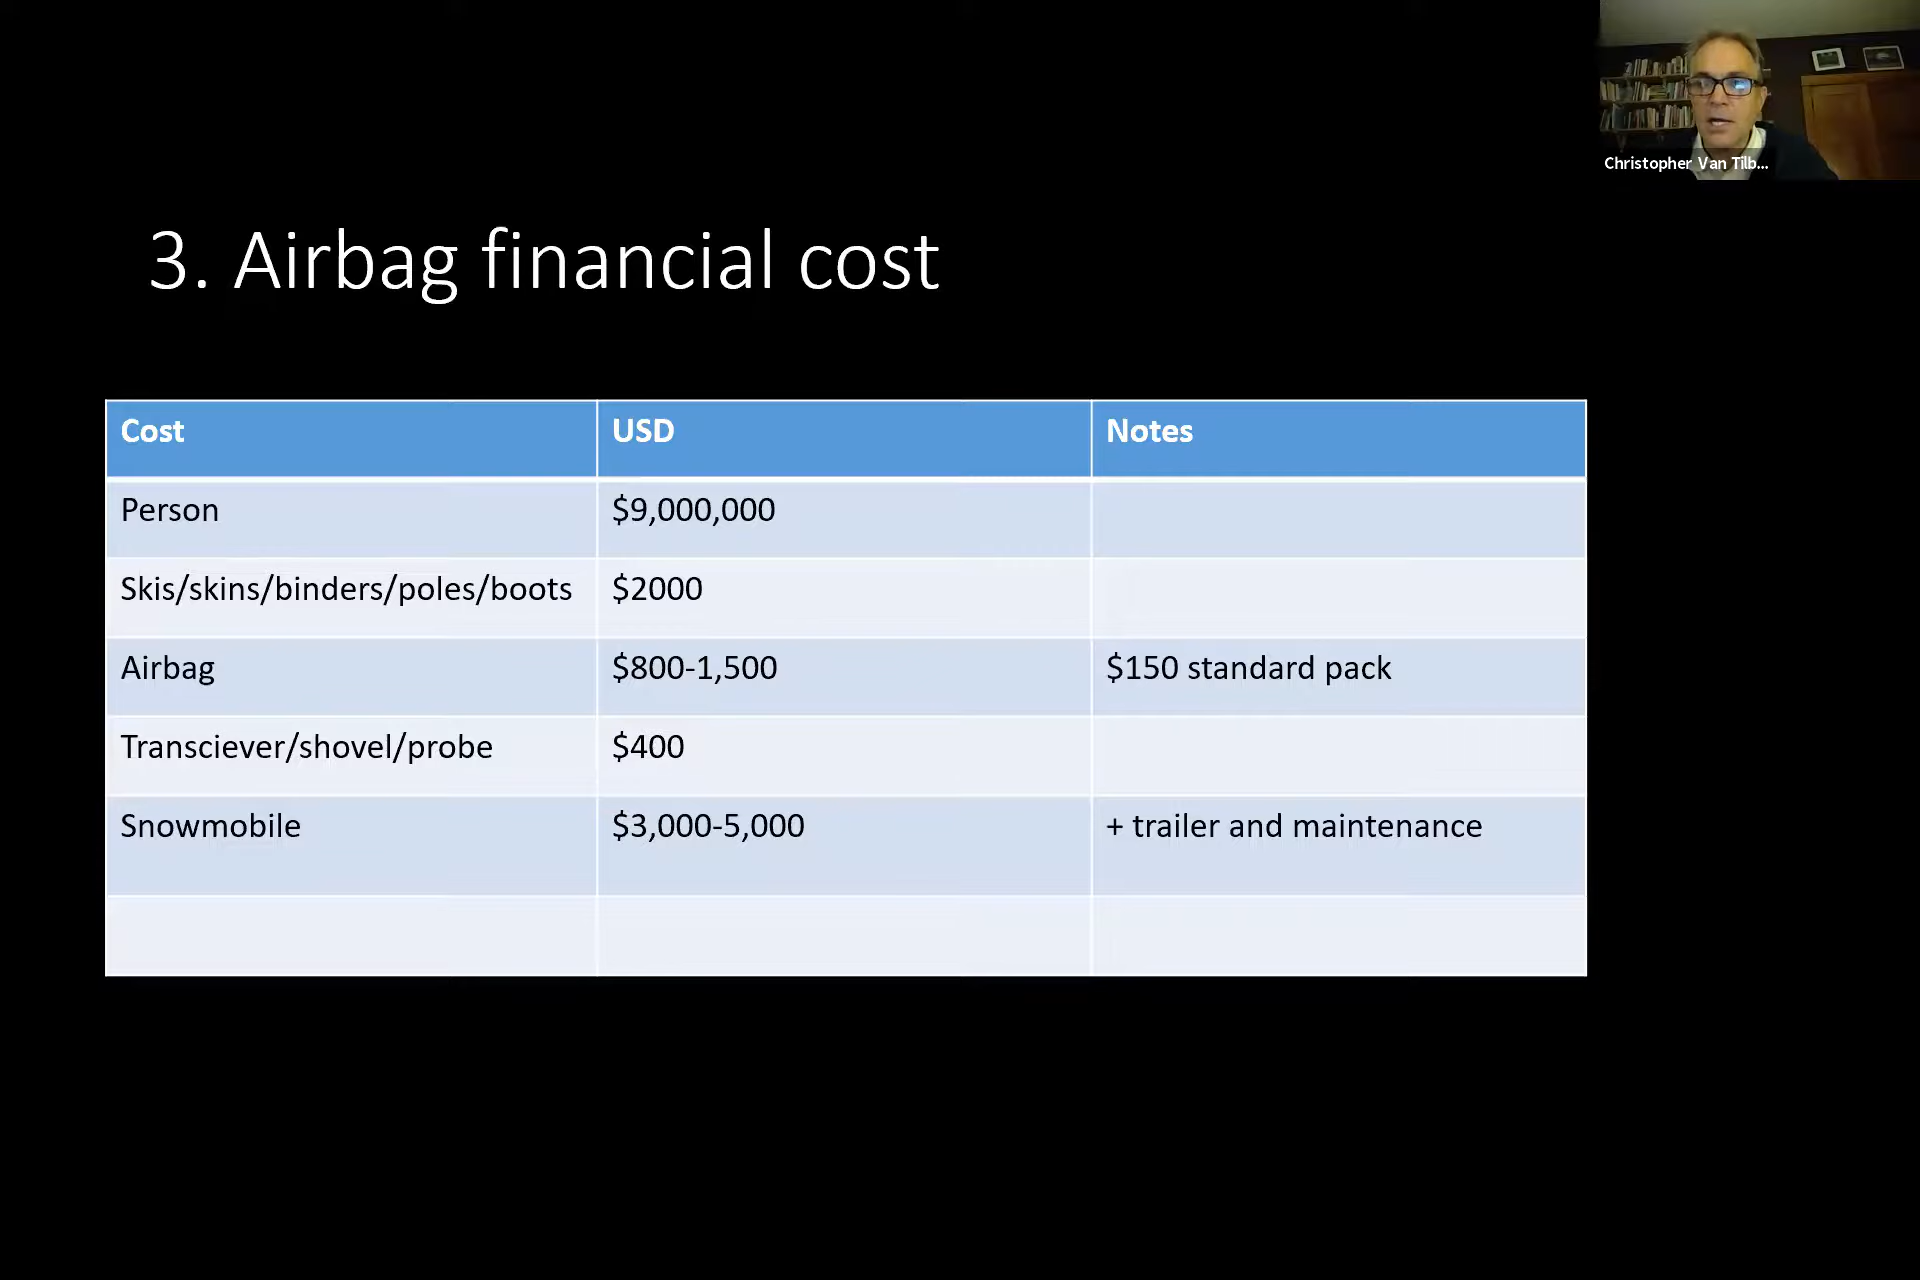 Christopher Van Tilb...
3. Airbag financial cost
Cost USD Notes
Person $9,000,000
Skis/skins/binders/poles/boots $2000
Airbag $800-1,500 $150 standard pack
Transciever/shovel/probe $400
Snowmobile $3,000-5,000 + trailer and maintenance